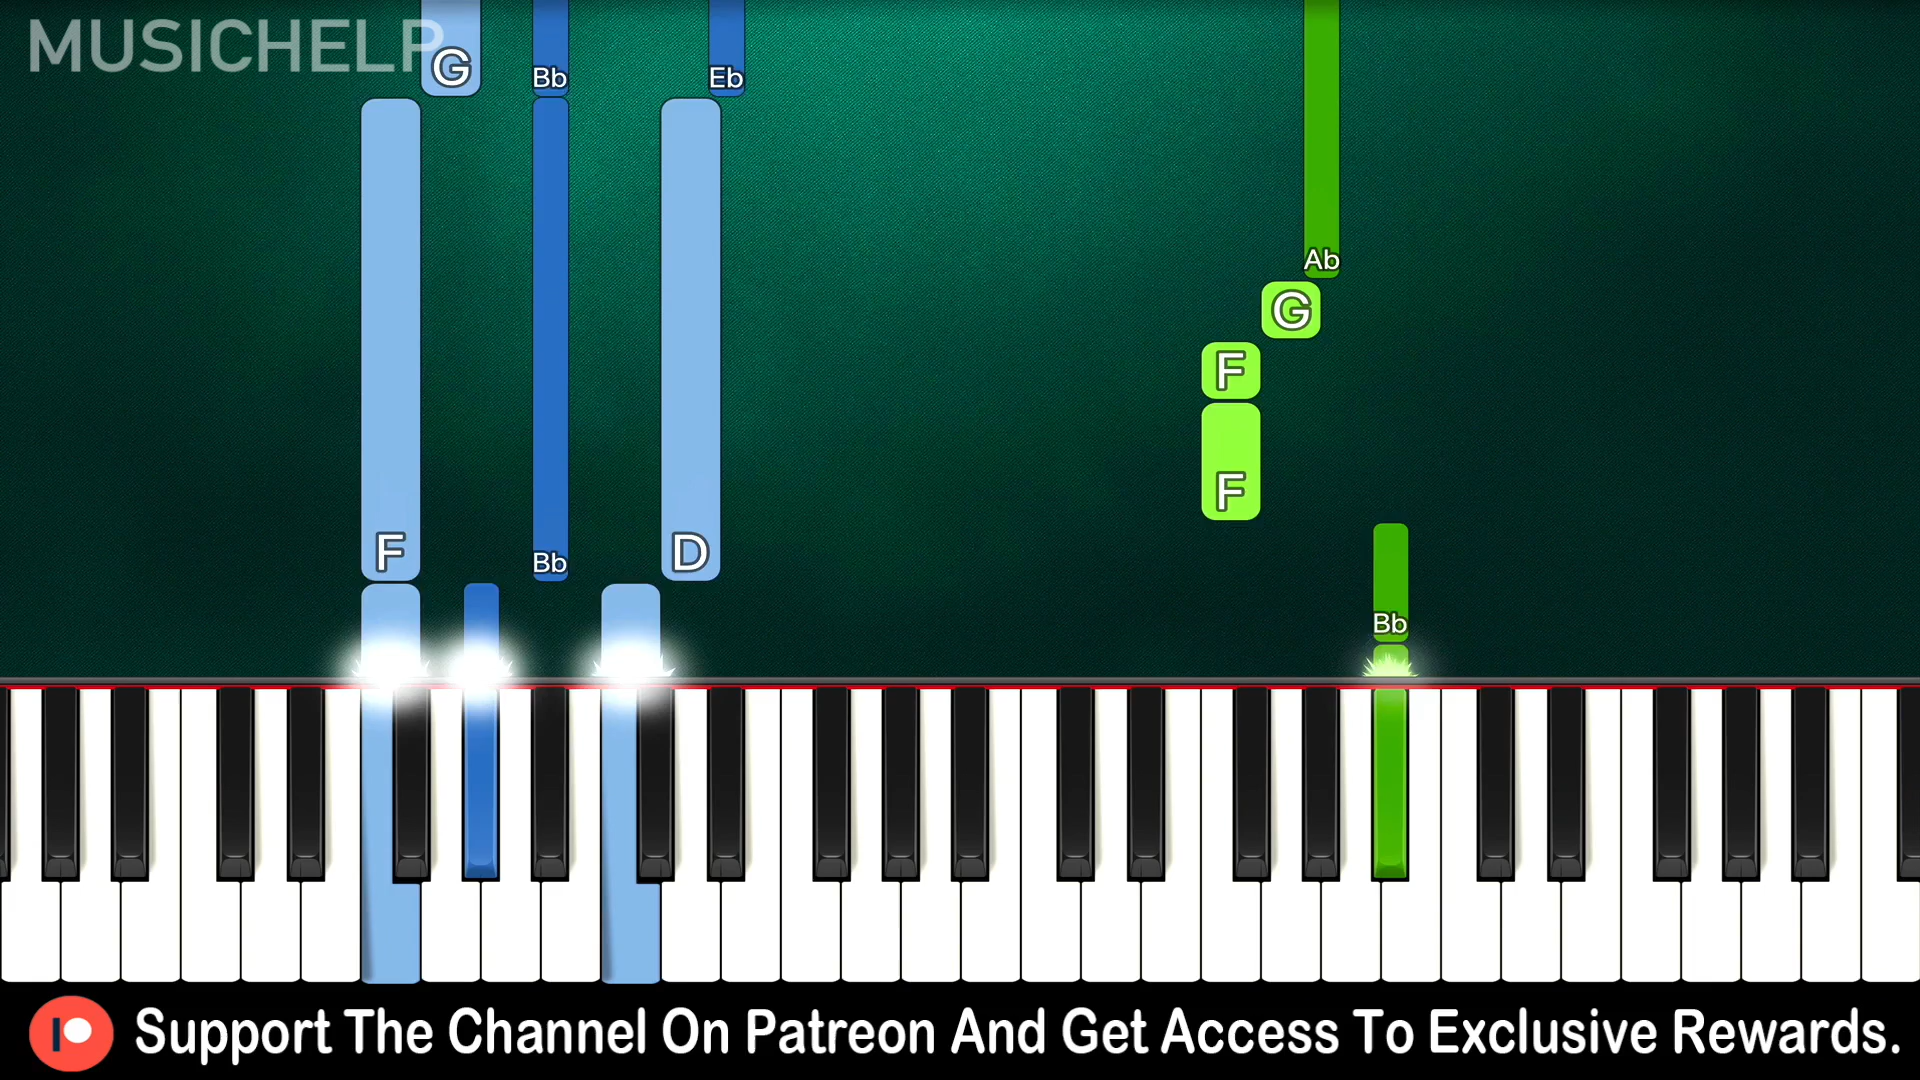 MUSICHELP
G
Bb
Eb
Ab
G
F
F
F
Bb
D
Bb
Support The Channel On Patreon And Get Access To Exclusive Rewards.